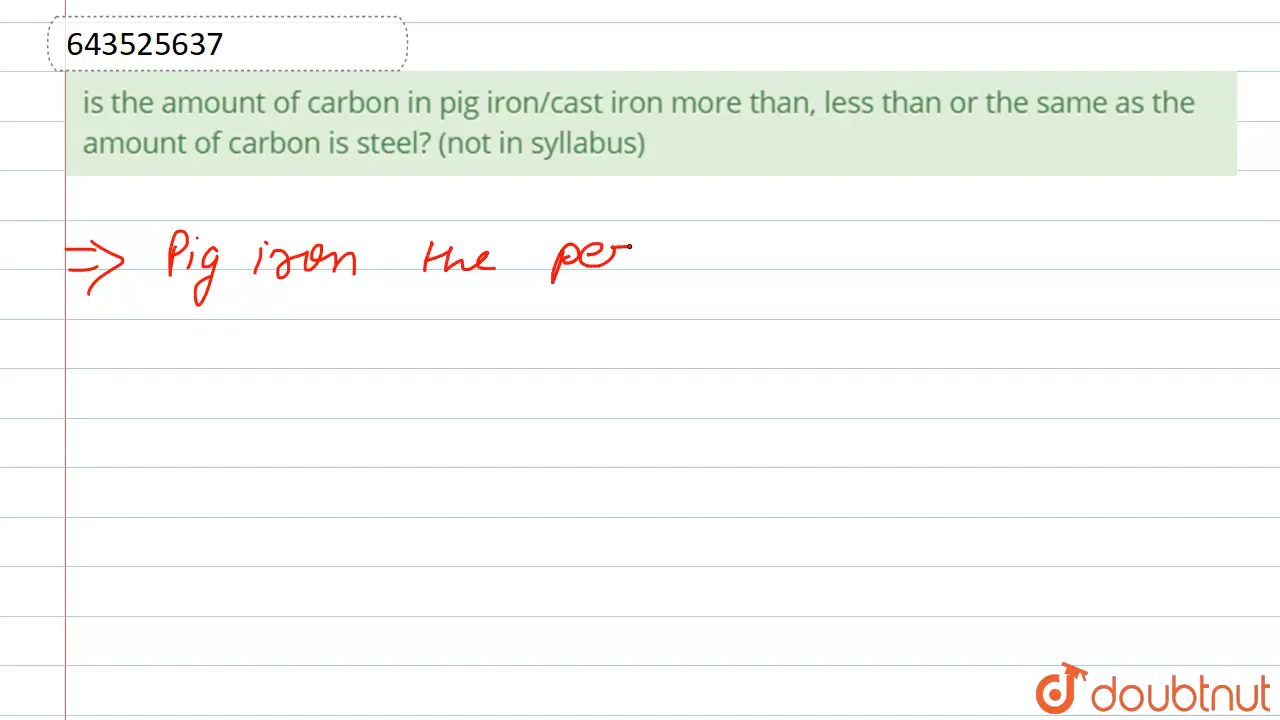 643525637
is the amount of carbon in pig iron/cast iron more than, less than or the same as the
amount of carbon is steel? (not in syllabus)
⇒ Pig iron the per
doubtnut